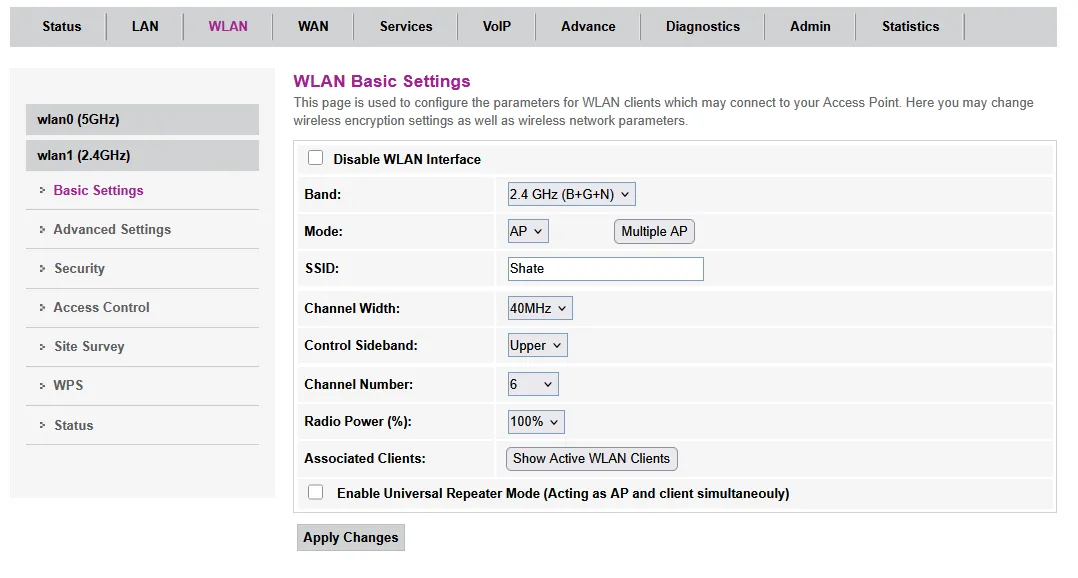 Status LAN WLAN WAN Services VoIP Advance Diagnostics Admin Statistics
wlan0 (5GHz)
wlan1 (2.4GHz)
Basic Settings
Advanced Settings
Security
Access Control
Site Survey
WPS
Status
WLAN Basic Settings
This page is used to configure the parameters for WLAN clients which may connect to your Access Point. Here you may change
wireless encryption settings as well as wireless network parameters.
Disable WLAN Interface
Band: 2.4 GHz (B+G+N)
Mode: AP Multiple AP
SSID: Shate
Channel Width: 40MHz
Control Sideband: Upper
Channel Number: 6
Radio Power (%): 100%
Associated Clients: Show Active WLAN Clients
Enable Universal Repeater Mode (Acting as AP and client simultaneouly)
Apply Changes